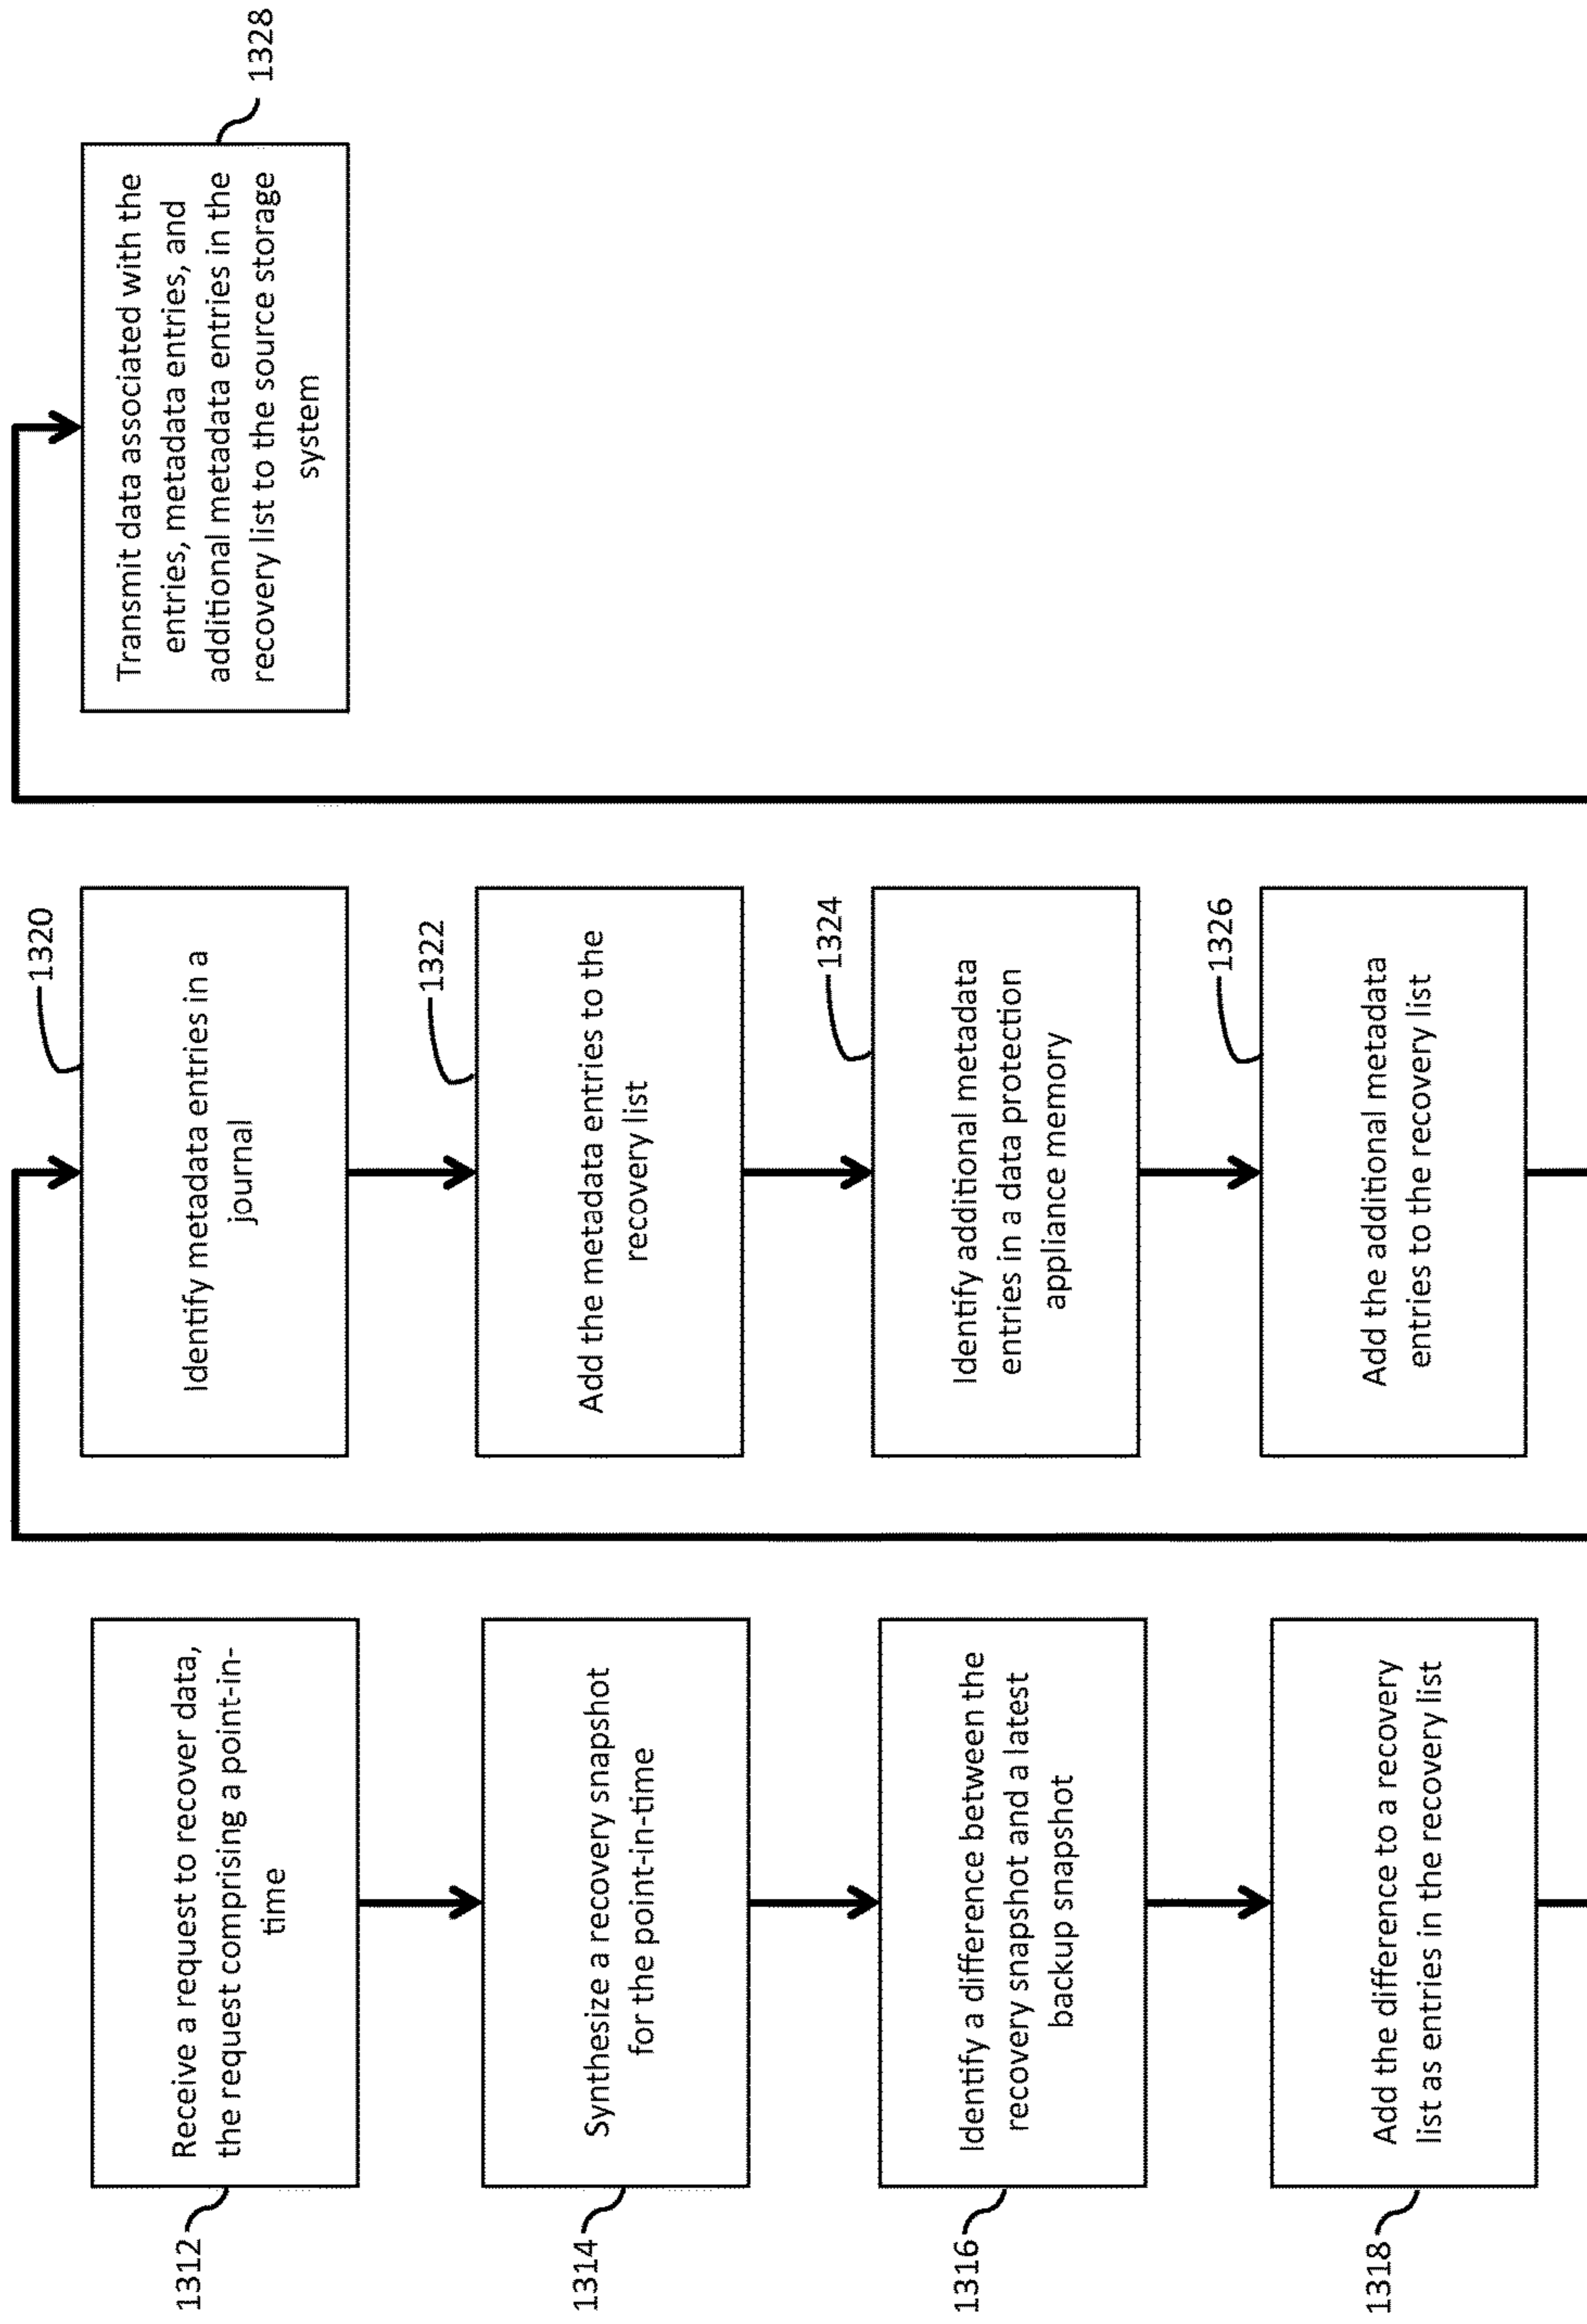 1312
Receive a request to recover data,
the request comprising a point-in-
time
1314
Synthesize a recovery snapshot
for the point-in-time
1316
Identify a difference between the
recovery snapshot and a latest
backup snapshot
1318
Add the difference to a recovery
list as entries in the recovery list
1320
Identify metadata entries in a
journal
1322
Add the metadata entries to the
recovery list
1324
Identify additional metadata
entries in a data protection
appliance memory
1326
Add the additional metadata
entries to the recovery list
1328
Transmit data associated with the
entries, metadata entries, and
additional metadata entries in the
recovery list to the source storage
system